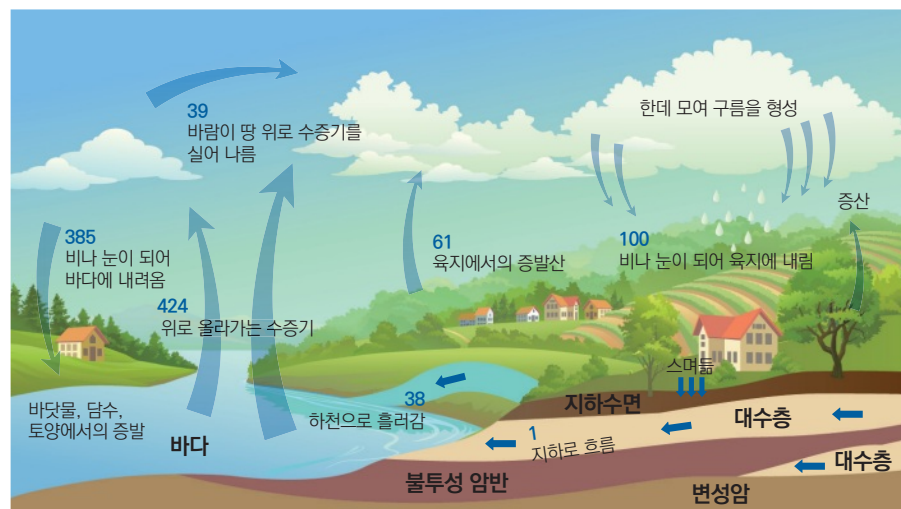 39
바람이 땅 위로 수증기를
실어 나름
한데 모여 구름을 형성
증산
385
비나 눈이 되어
바다에 내려옴
61
육지에서의 증발산
100
비나 눈이 되어 육지에 내림
424
위로 올라가는 수증기
스며듦
38
하천으로 흘러감
바닷물, 담수,
토양에서의 증발
바다
지하수면
대수층
1
지하로 흐름
대수층
불투성 암반
변성암